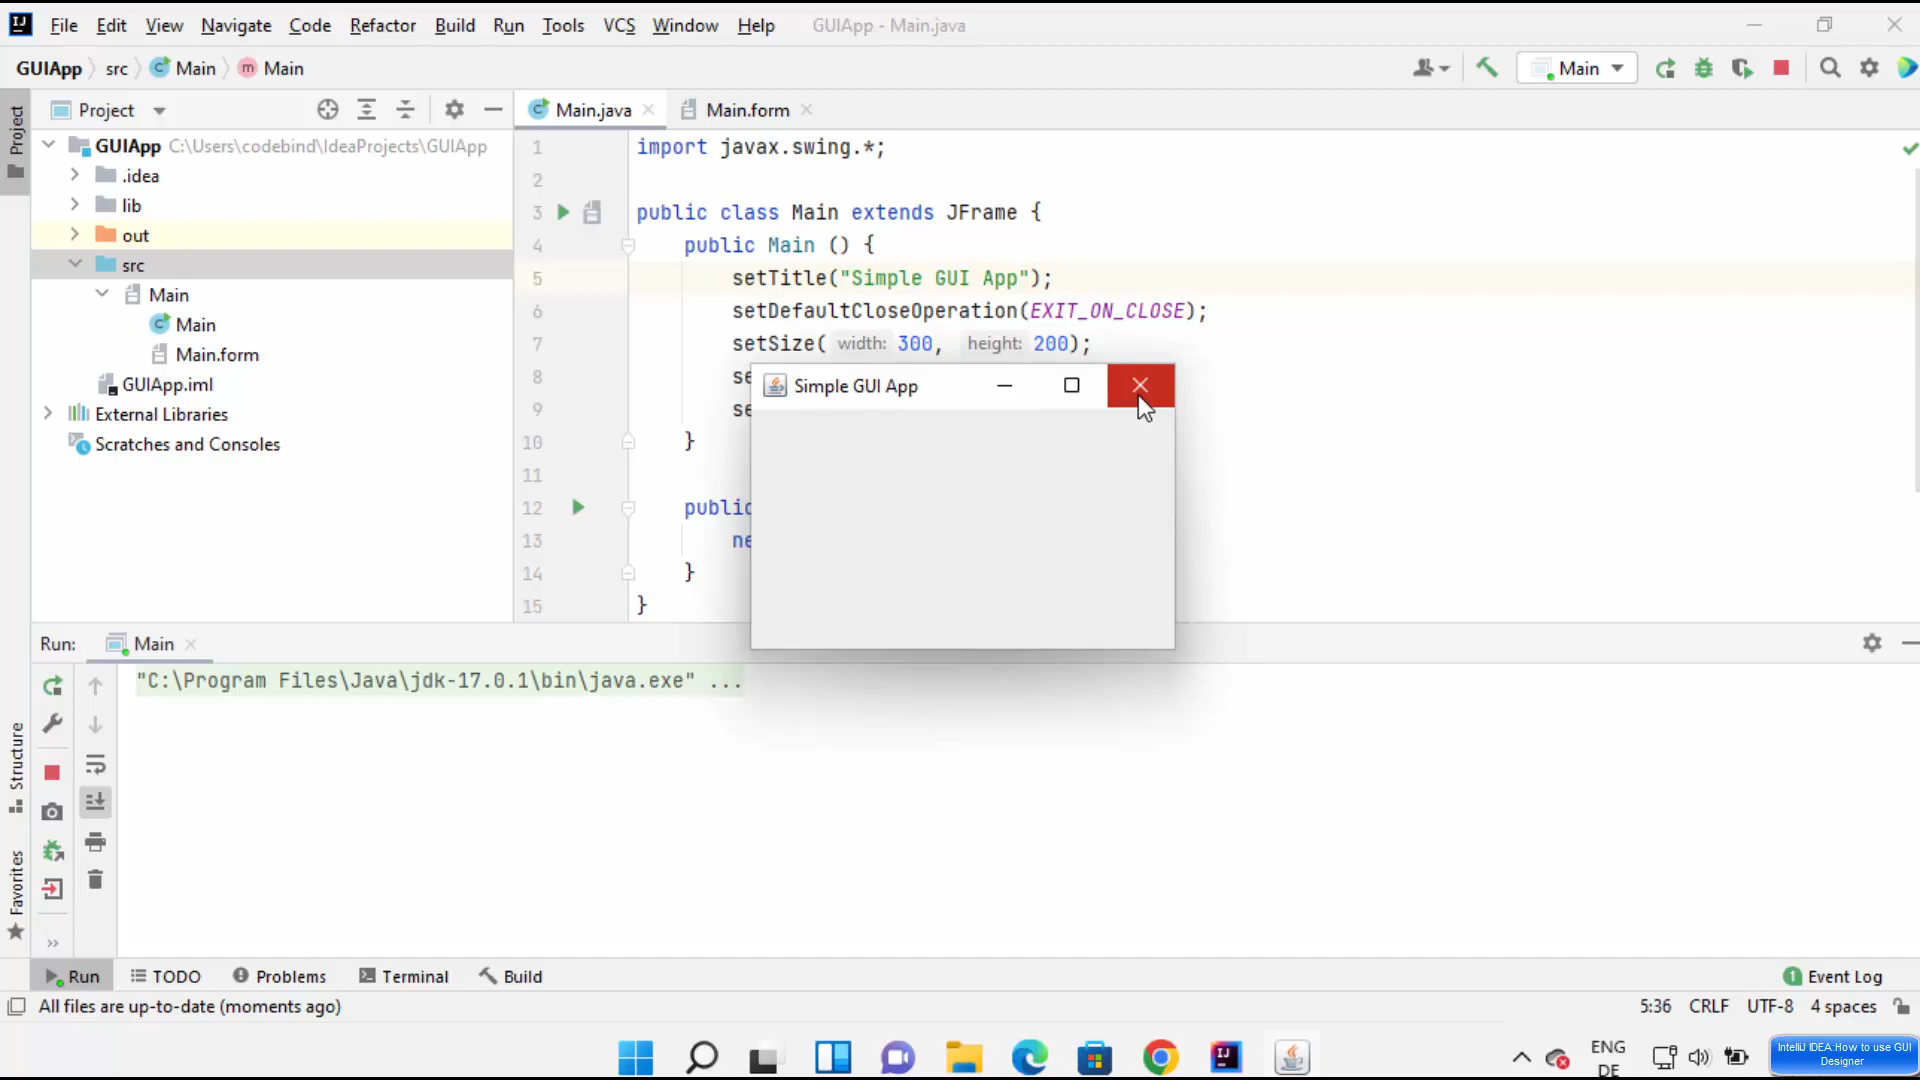 File Edit View Navigate Code Refactor Build Run Tools VCS Window Help GUIApp - Main.java
GUIApp src Main Main
Main
Project
Main.java
Main.form
Project
GUIApp C:\Users\codebind\IdeaProjects\GUIApp
.idea
lib
out
src
Main
Main
Main.form
GUIApp.iml
External Libraries
Scratches and Consoles
1 import javax.swing.*;
2
3 public class Main extends JFrame {
4 public Main () {
5 setTitle("Simple GUI App");
6 setDefaultCloseOperation(EXIT_ON_CLOSE);
7 setSize( width: 300, height: 200);
8 se
9 se
10 }
11
12 public
13 ne
14 }
15 }
Simple GUI App
Run: Main
"C:\Program Files\Java\jdk-17.0.1\bin\java.exe" ...
Structure
Favorites
Run TODO Problems Terminal Build
1 Event Log
All files are up-to-date (moments ago)
5:36 CRLF UTF-8 4 spaces
ENG
DE
IntelliJ IDEA:How to use GUI
Designer